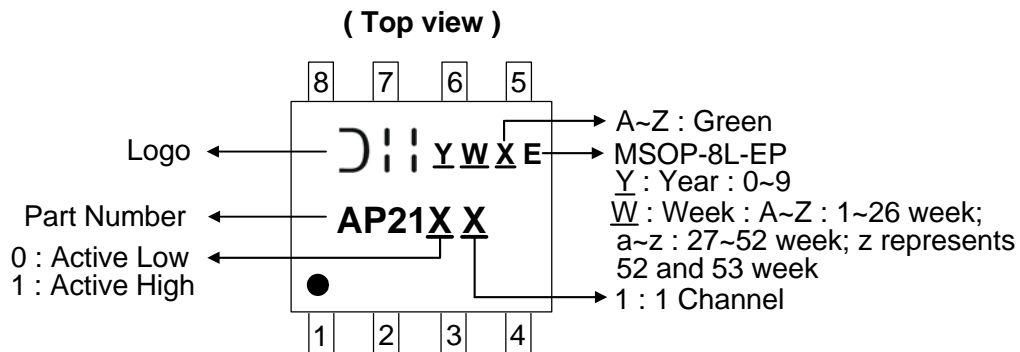 ( Top view )
8 7 6 5
Logo
Y W X E
A~Z : Green
MSOP-8L-EP
Y : Year : 0~9
W : Week : A~Z : 1~26 week;
a~z : 27~52 week; z represents
52 and 53 week
Part Number
AP21X X
0 : Active Low
1 : Active High
1 : 1 Channel
1 2 3 4